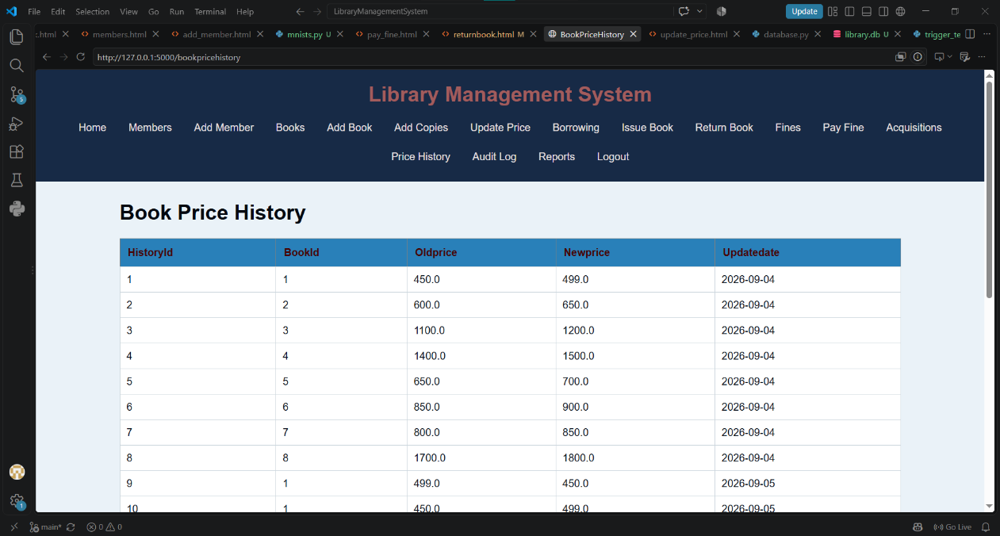 File Edit Selection View Go Run Terminal Help LibraryManagementSystem Update
:.html members.html add_member.html mnists.py U pay_fine.html returnbook.html M BookPriceHistory update_price.html database.py library.db U trigger_te
http://127.0.0.1:5000/bookpricehistory
Library Management System
Home Members Add Member Books Add Book Add Copies Update Price Borrowing Issue Book Return Book Fines Pay Fine Acquisitions
Price History Audit Log Reports Logout
Book Price History
HistoryId BookId Oldprice Newprice Updatedate
1 1 450.0 499.0 2026-09-04
2 2 600.0 650.0 2026-09-04
3 3 1100.0 1200.0 2026-09-04
4 4 1400.0 1500.0 2026-09-04
5 5 650.0 700.0 2026-09-04
6 6 850.0 900.0 2026-09-04
7 7 800.0 850.0 2026-09-04
8 8 1700.0 1800.0 2026-09-04
9 1 499.0 450.0 2026-09-05
10 1 450.0 499.0 2026-09-05
5
1
main* 0 0 Go Live